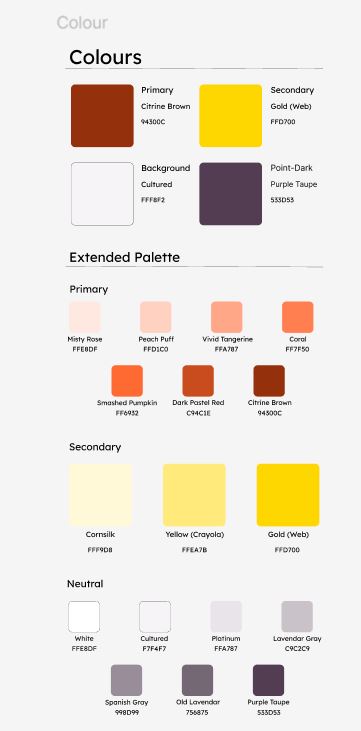 Colour
Colours
Primary
Citrine Brown
94300C
Secondary
Gold (Web)
FFD700
Background
Cultured
FFF8F2
Point-Dark
Purple Taupe
533D53
Extended Palette
Primary
Misty Rose
FFE8DF
Peach Puff
FFD1C0
Vivid Tangerine
FFA787
Coral
FF7F50
Smashed Pumpkin
FF6932
Dark Pastel Red
C94C1E
Citrine Brown
94300C
Secondary
Cornsilk
FFF9D8
Yellow (Crayola)
FFEA7B
Gold (Web)
FFD700
Neutral
White
FFE8DF
Cultured
F7F4F7
Platinum
FFA787
Lavendar Gray
C9C2C9
Spanish Gray
998D99
Old Lavendar
756875
Purple Taupe
533D53